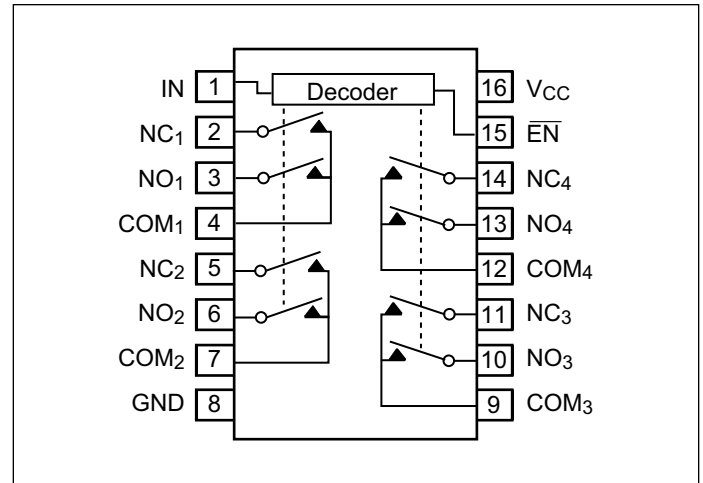 Decoder
IN 1
NC1 2
NO1 3
COM1 4
NC2 5
NO2 6
COM2 7
GND 8
16 VCC
15 E̅N̅
14 NC4
13 NO4
12 COM4
11 NC3
10 NO3
9 COM3